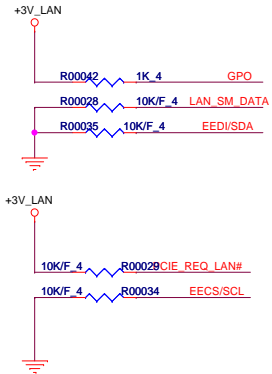 +3V_LAN
R00042 1K_4 GPO
R00028 10K/F_4 LAN_SM_DATA
R00035 10K/F_4 EEDI/SDA
+3V_LAN
10K/F_4 R00029 CIE_REQ_LAN#
10K/F_4 R00034 EECS/SCL